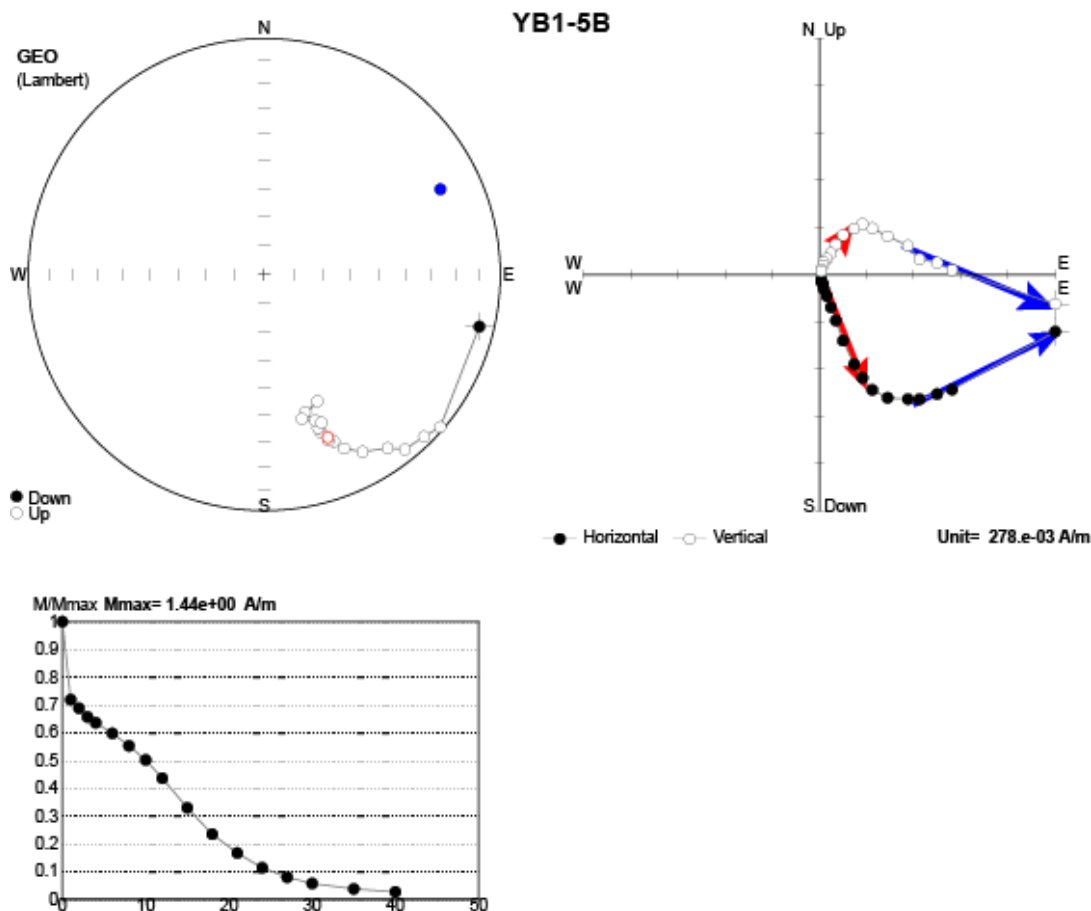 YB1-5B
GEO
(Lambert)
N
W
E
S
Down
Up
N Up
W
W
E
E
S Down
Horizontal
Vertical
Unit= 278.e-03 A/m
M/Mmax Mmax= 1.44e+00 A/m
1
0.9
0.8
0.7
0.6
0.5
0.4
0.3
0.2
0.1
0
0 10 20 30 40 50